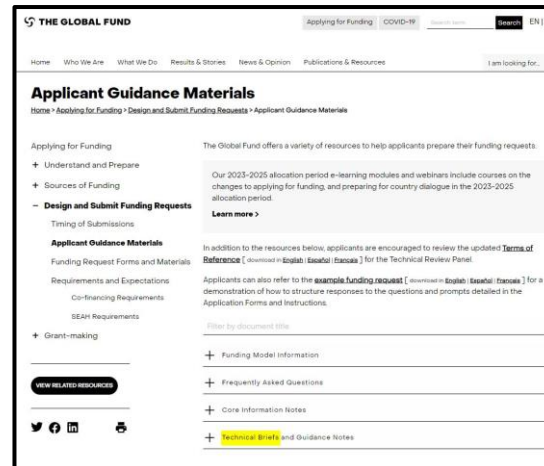 THE GLOBAL FUND
Applying for Funding COVID-19 Search term Search EN |
Home Who We Are What We Do Results & Stories News & Opinion Publications & Resources I am looking for...
Applicant Guidance Materials
Home > Applying for Funding > Design and Submit Funding Requests > Applicant Guidance Materials
Applying for Funding
+ Understand and Prepare
+ Sources of Funding
− Design and Submit Funding Requests
Timing of Submissions
Applicant Guidance Materials
Funding Request Forms and Materials
Requirements and Expectations
Co-financing Requirements
SEAH Requirements
+ Grant-making
VIEW RELATED RESOURCES
The Global Fund offers a variety of resources to help applicants prepare their funding requests
Our 2023-2025 allocation period e-learning modules and webinars include courses on the
changes to applying for funding, and preparing for country dialogue in the 2023-2025
allocation period.
Learn more >
In addition to the resources below, applicants are encouraged to review the updated Terms of
Reference [ download in English | Español | Français ] for the Technical Review Panel.
Applicants can also refer to the example funding request [ download in English | Español | Français ] for a
demonstration of how to structure responses to the questions and prompts detailed in the
Application Forms and Instructions.
Filter by document title
+ Funding Model Information
+ Frequently Asked Questions
+ Core Information Notes
+ Technical Briefs and Guidance Notes